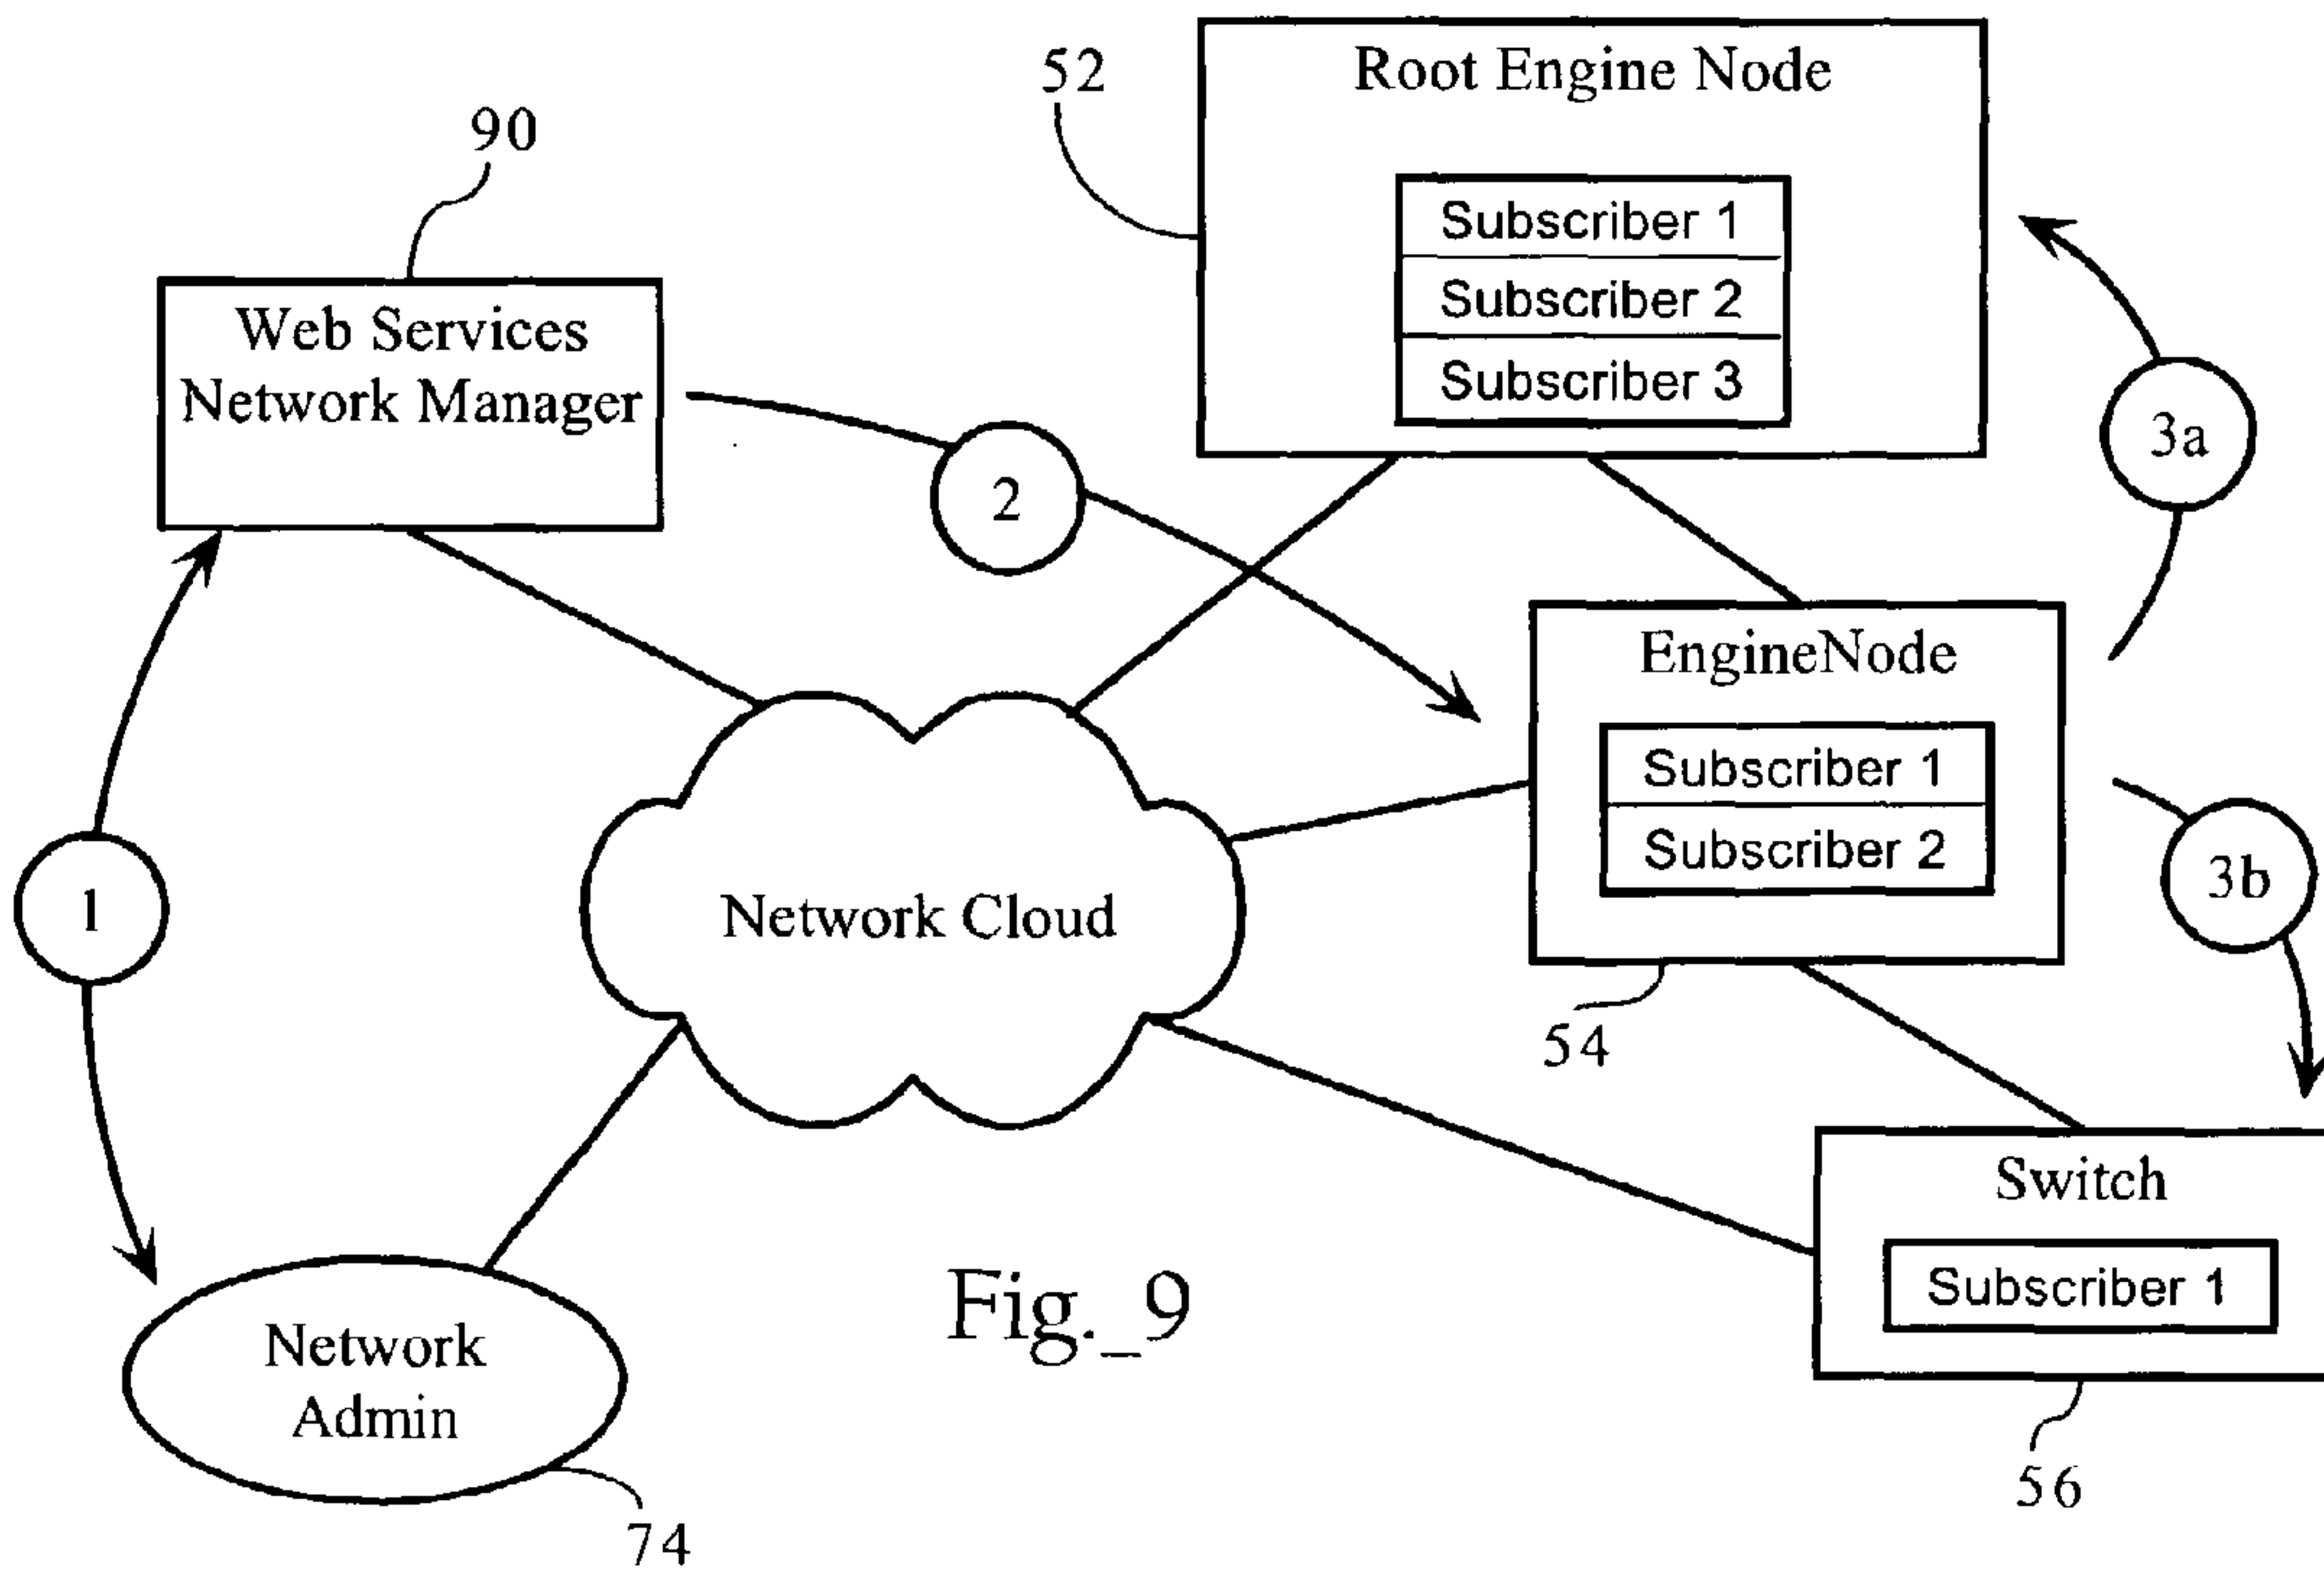 52
Root Engine Node
Subscriber 1
Subscriber 2
Subscriber 3
90
Web Services
Network Manager
2
3a
EngineNode
Subscriber 1
Subscriber 2
54
3b
1
Network Cloud
Switch
Subscriber 1
56
Network
Admin
74
Fig._9